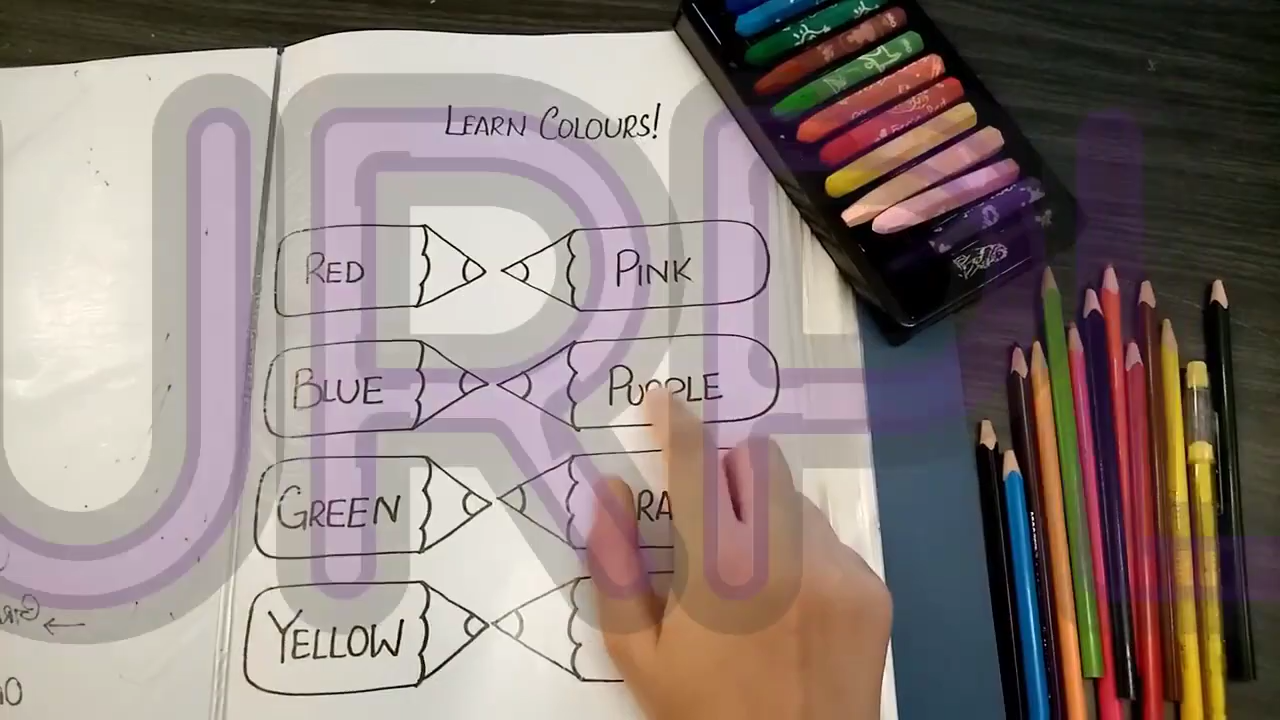 LEARN COLOURS!
RED PINK
BLUE PURPLE
GREEN
YELLOW